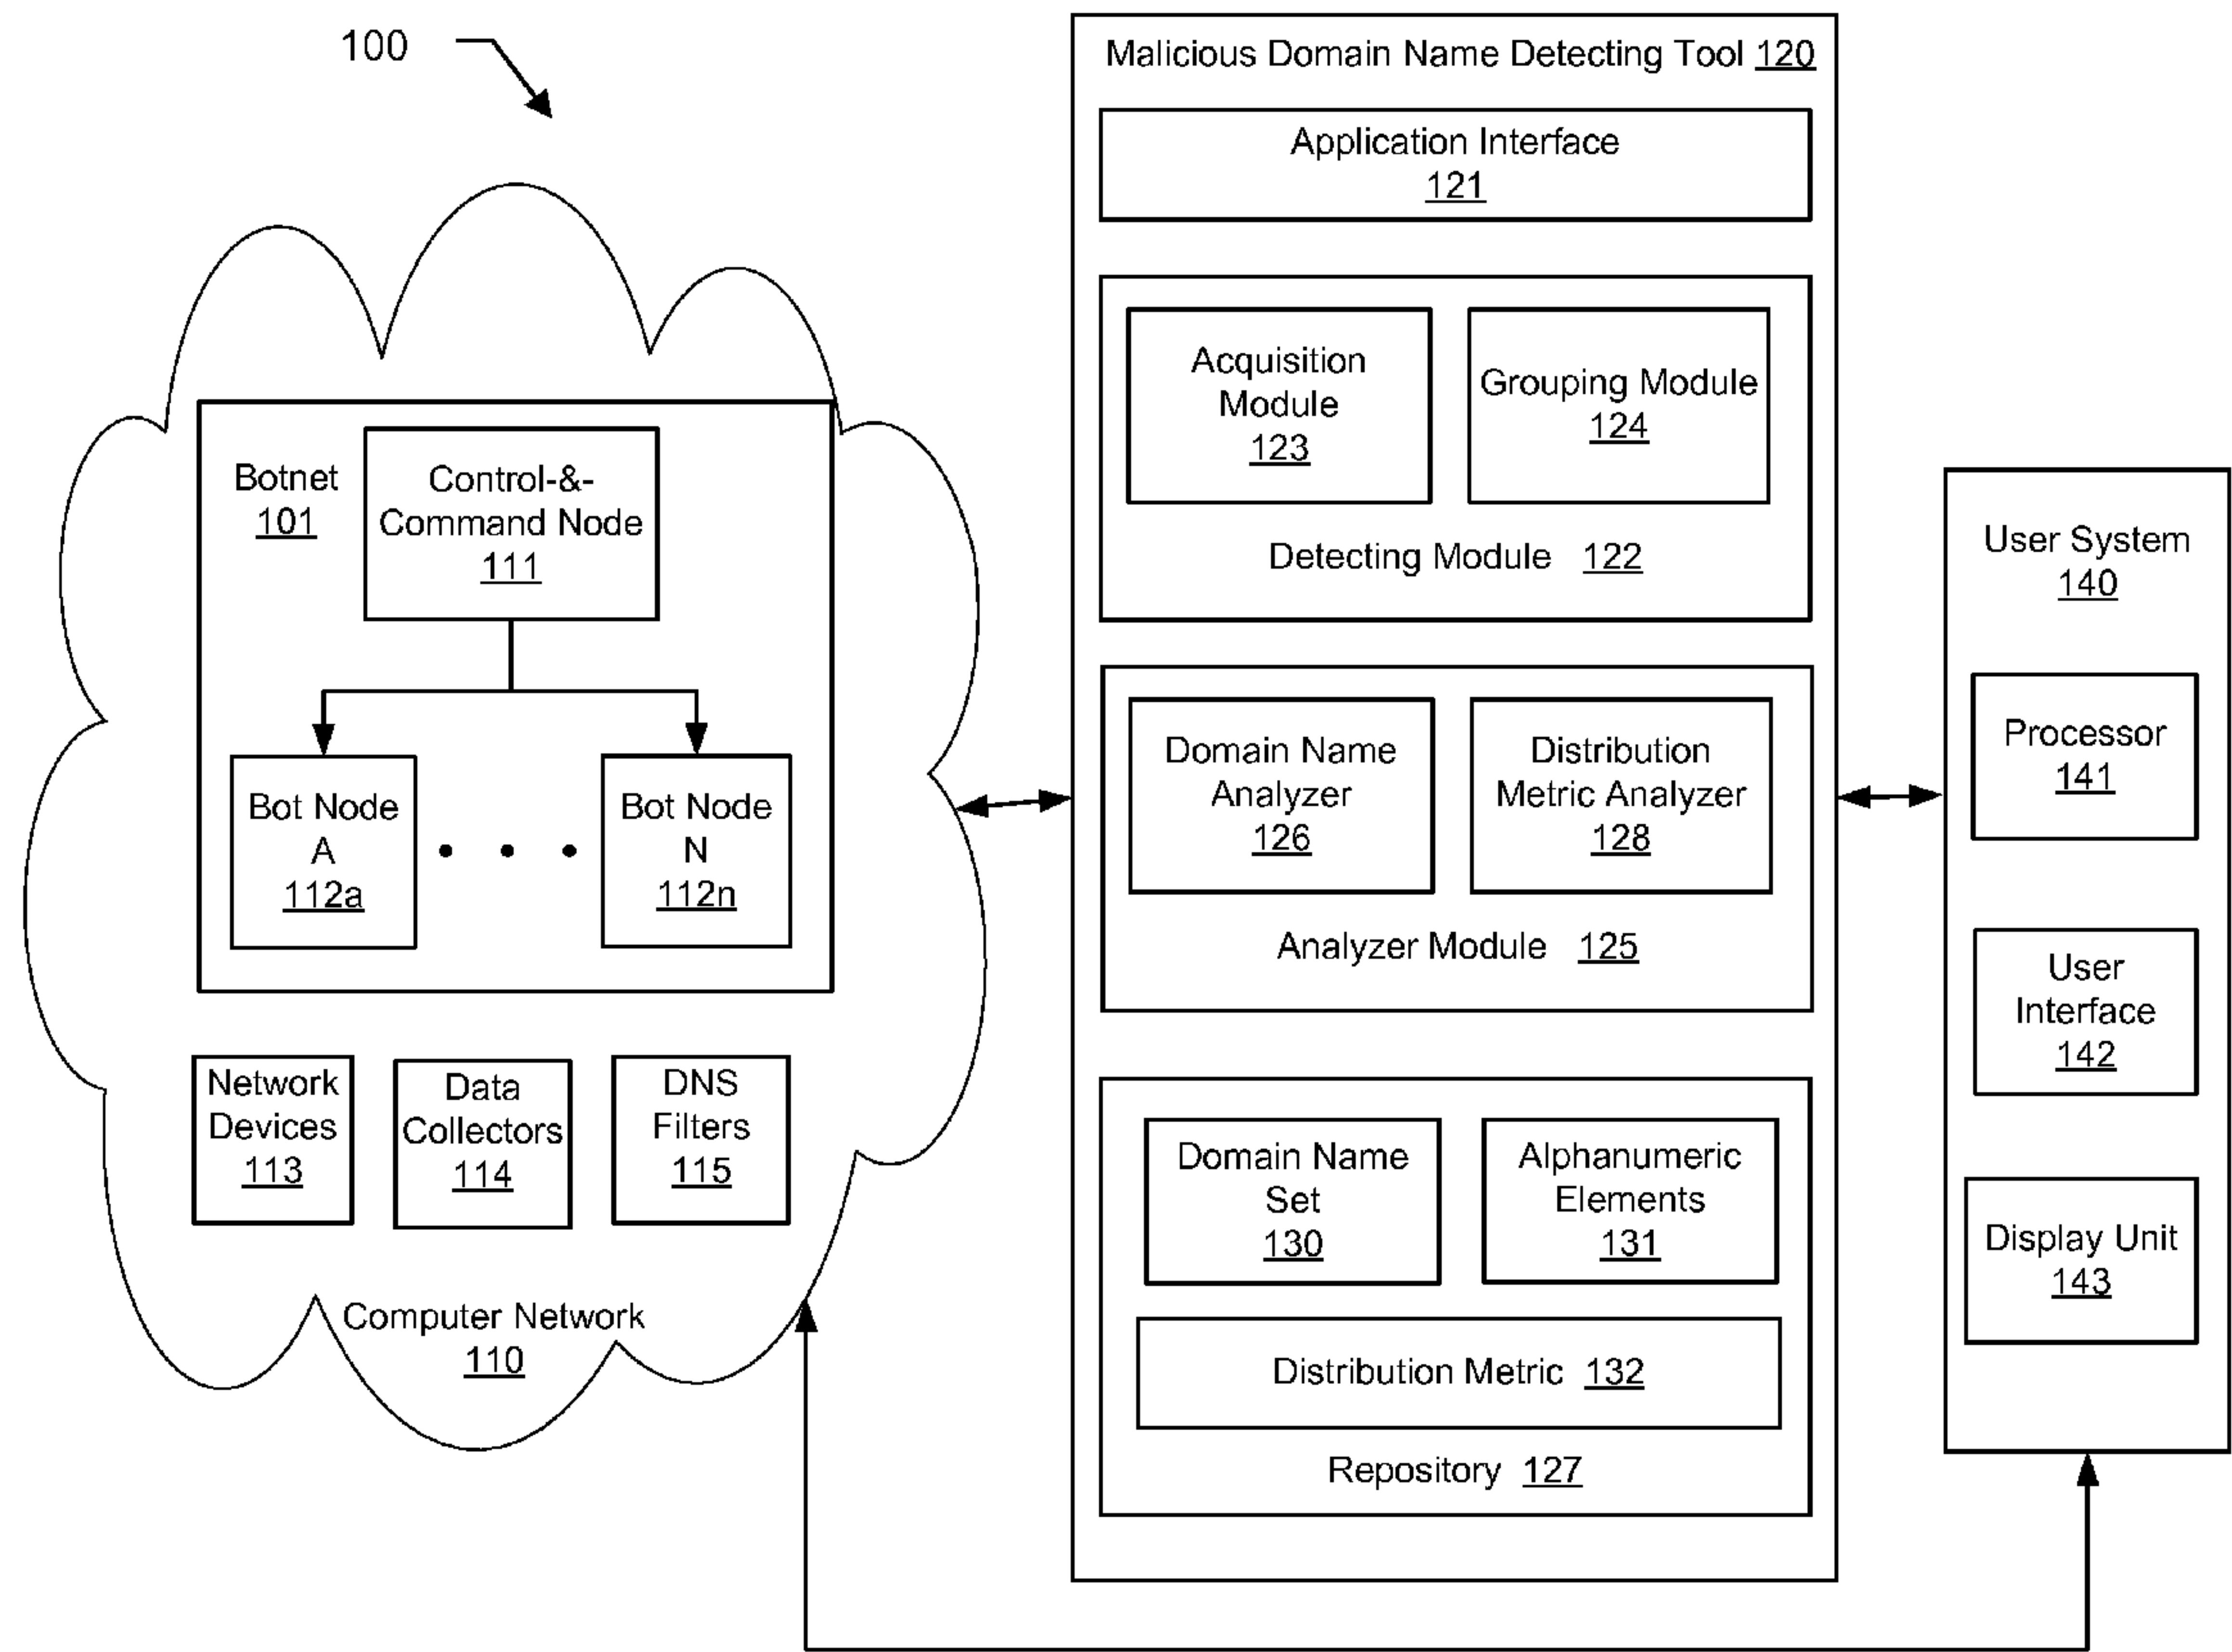 100
Botnet
101
Control-&-
Command Node
111
Bot Node
A
112a
Bot Node
N
112n
Network
Devices
113
Data
Collectors
114
DNS
Filters
115
Computer Network
110
Malicious Domain Name Detecting Tool 120
Application Interface
121
Acquisition
Module
123
Grouping Module
124
Detecting Module 122
Domain Name
Analyzer
126
Distribution
Metric Analyzer
128
Analyzer Module 125
Domain Name
Set
130
Alphanumeric
Elements
131
Distribution Metric 132
Repository 127
User System
140
Processor
141
User
Interface
142
Display Unit
143